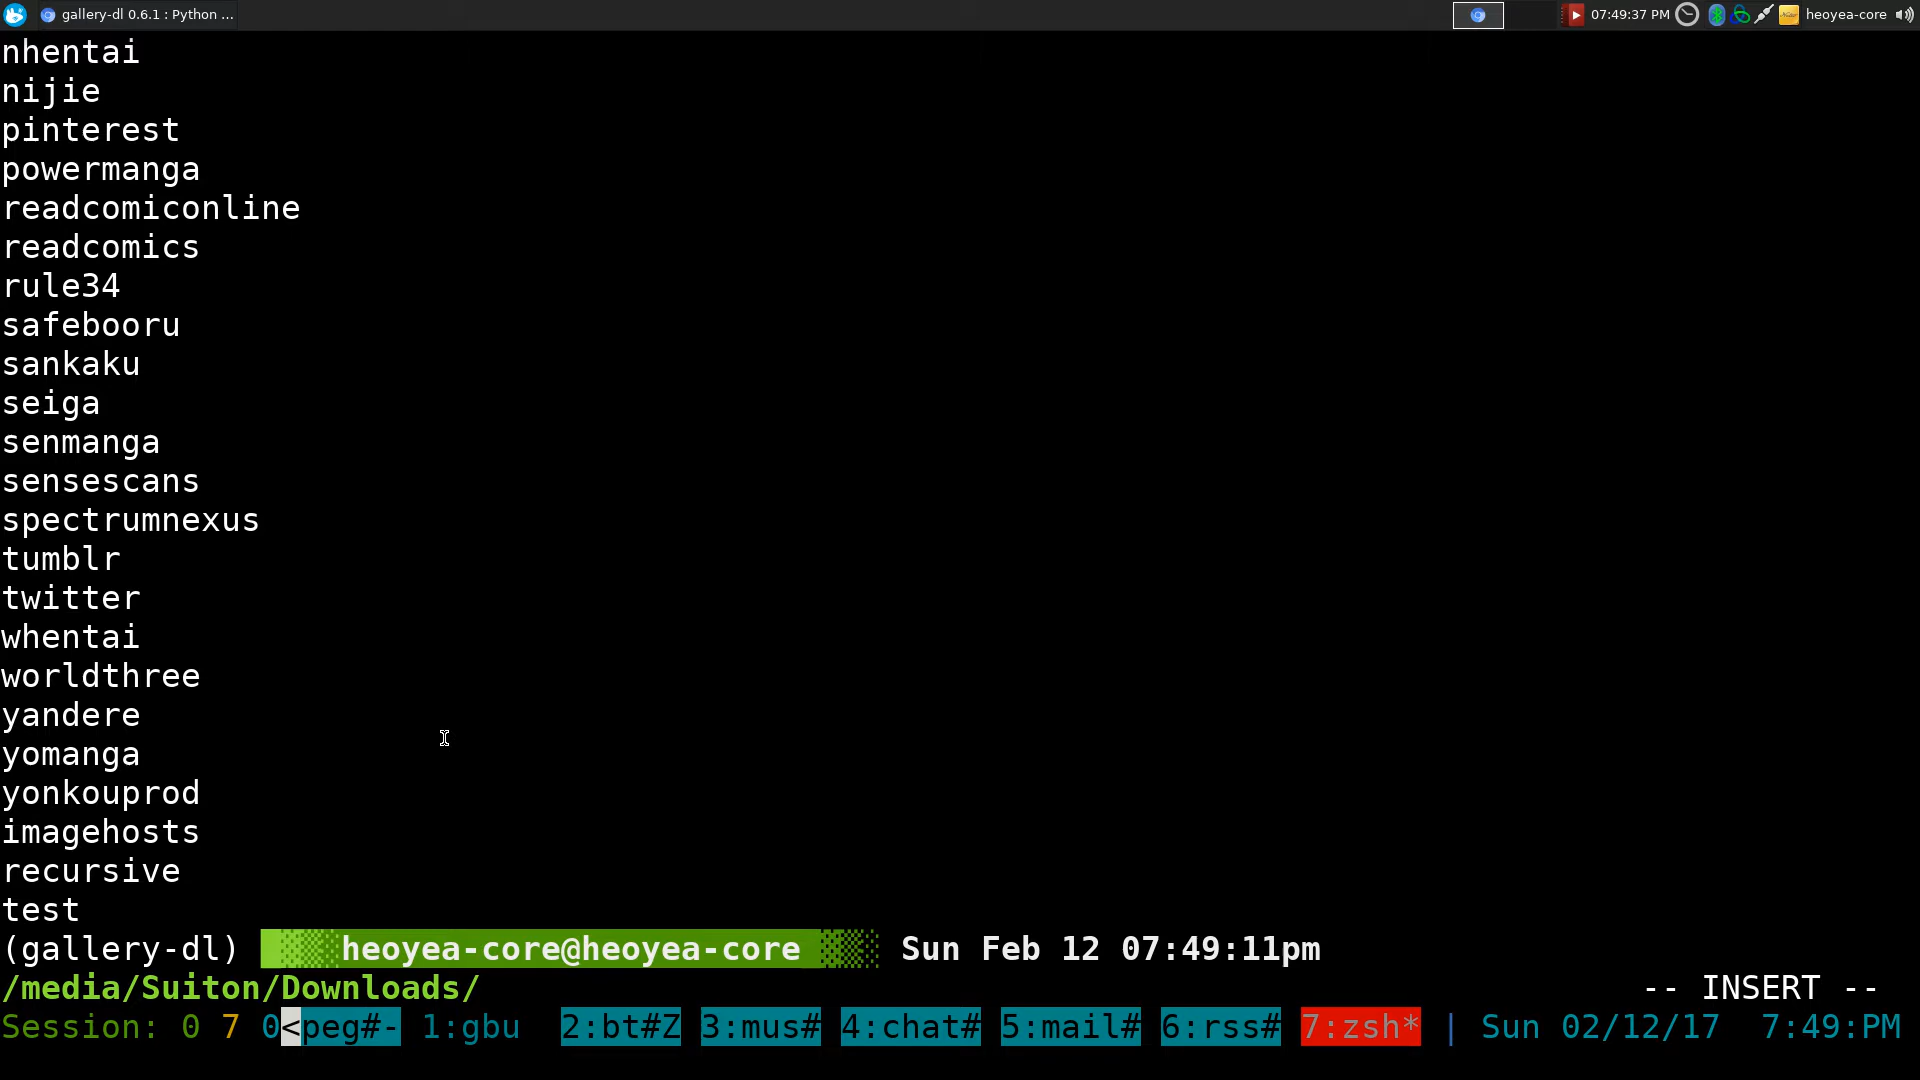 gallery-dl 0.6.1 : Python ...
07:49:37 PM heoyea-core
nhentai
nijie
pinterest
powermanga
readcomiconline
readcomics
rule34
safebooru
sankaku
seiga
senmanga
sensescans
spectrumnexus
tumblr
twitter
whentai
worldthree
yandere
yomanga
yonkouprod
imagehosts
recursive
test
(gallery-dl) heoyea-core@heoyea-core Sun Feb 12 07:49:11pm
/media/Suiton/Downloads/ -- INSERT --
Session: 0 7 0<peg#- 1:gbu 2:bt#Z 3:mus# 4:chat# 5:mail# 6:rss# 7:zsh* | Sun 02/12/17 7:49:PM